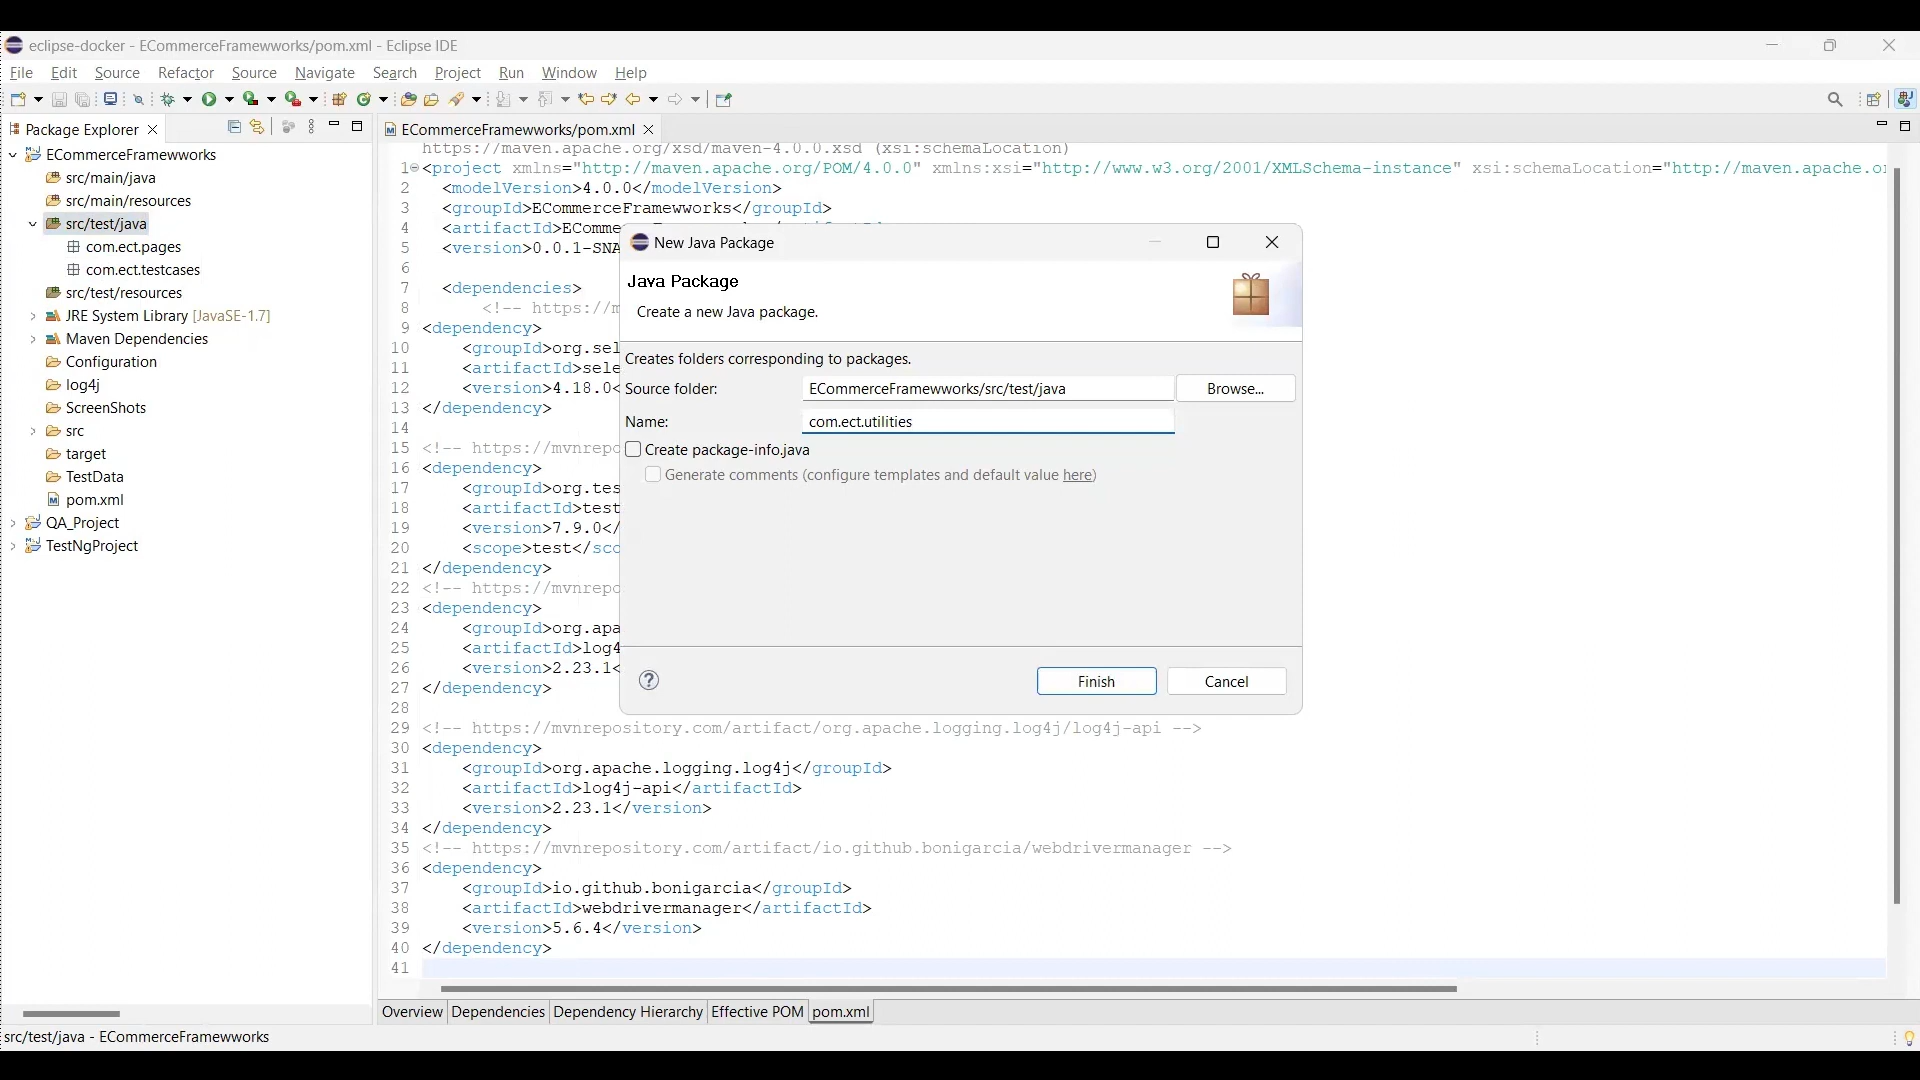 eclipse-docker - ECommerceFramewworks/pom.xml - Eclipse IDE
File Edit Source Refactor Source Navigate Search Project Run Window Help
Package Explorer
ECommerceFramewworks
src/main/java
src/main/resources
src/test/java
com.ect.pages
com.ect.testcases
src/test/resources
JRE System Library [JavaSE-1.7]
Maven Dependencies
Configuration
log4j
ScreenShots
src
target
TestData
pom.xml
QA_Project
TestNgProject
ECommerceFramewworks/pom.xml
https://maven.apache.org/xsd/maven-4.0.0.xsd (xsi:schemaLocation)
1 <project xmlns="http://maven.apache.org/POM/4.0.0" xmlns:xsi="http://www.w3.org/2001/XMLSchema-instance" xsi:schemaLocation="http://maven.apache.or
2 <modelVersion>4.0.0</modelVersion>
3 <groupId>ECommerceFramewworks</groupId>
4 <artifactId>EComme
5 <version>0.0.1-SNA
6
7 <dependencies>
8 <!-- https://m
9 <dependency>
10 <groupId>org.sel
11 <artifactId>sele
12 <version>4.18.0<
13 </dependency>
14
15 <!-- https://mvnrepo
16 <dependency>
17 <groupId>org.tes
18 <artifactId>test
19 <version>7.9.0</
20 <scope>test</sco
21 </dependency>
22 <!-- https://mvnrepo
23 <dependency>
24 <groupId>org.apa
25 <artifactId>log4
26 <version>2.23.1<
27 </dependency>
28
29 <!-- https://mvnrepository.com/artifact/org.apache.logging.log4j/log4j-api -->
30 <dependency>
31 <groupId>org.apache.logging.log4j</groupId>
32 <artifactId>log4j-api</artifactId>
33 <version>2.23.1</version>
34 </dependency>
35 <!-- https://mvnrepository.com/artifact/io.github.bonigarcia/webdrivermanager -->
36 <dependency>
37 <groupId>io.github.bonigarcia</groupId>
38 <artifactId>webdrivermanager</artifactId>
39 <version>5.6.4</version>
40 </dependency>
41
New Java Package
Java Package
Create a new Java package.
Creates folders corresponding to packages.
Source folder: ECommerceFramewworks/src/test/java Browse...
Name: com.ect.utilities
Create package-info.java
Generate comments (configure templates and default value here)
? Finish Cancel
Overview Dependencies Dependency Hierarchy Effective POM pom.xml
src/test/java - ECommerceFramewworks